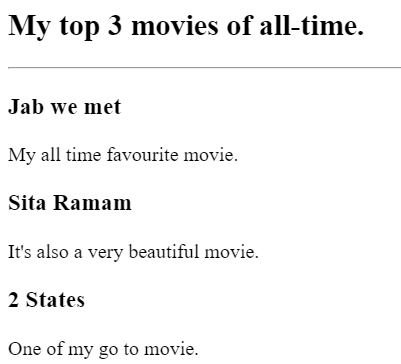 My top 3 movies of all-time.
Jab we met
My all time favourite movie.
Sita Ramam
It's also a very beautiful movie.
2 States
One of my go to movie.